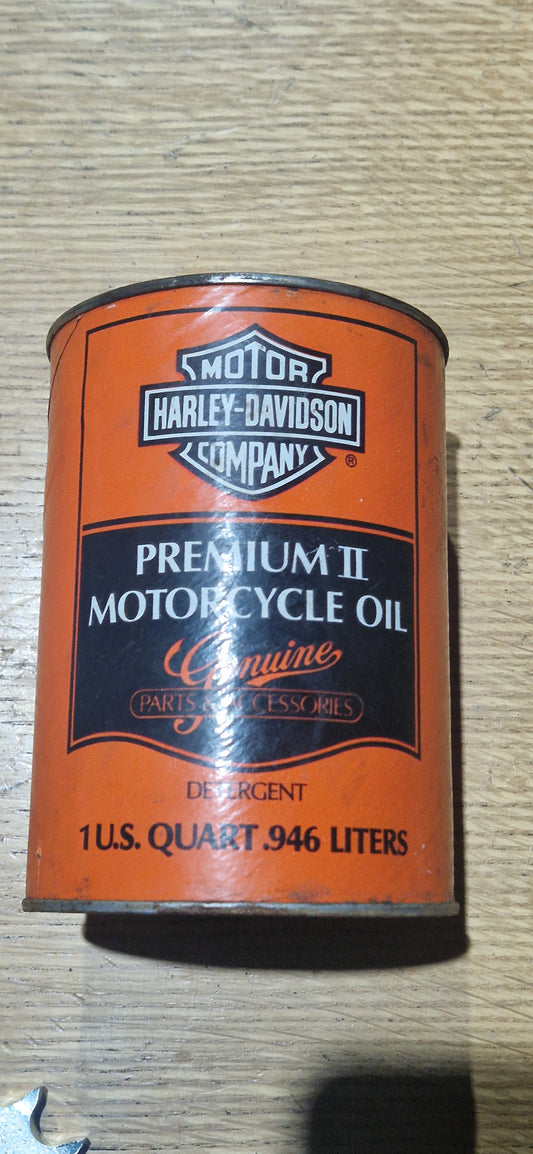 MOTOR
HARLEY-DAVIDSON
COMPANY ®
PREMIUM II
MOTORCYCLE OIL
Genuine
PARTS & ACCESSORIES
DETERGENT
1 U.S. QUART .946 LITERS